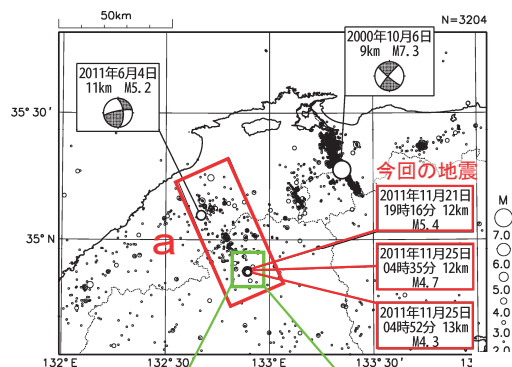 50km
N=3204
2000年10月6日
9km M7.3
2011年6月4日
11km M5.2
35°30′
今回の地震
2011年11月21日
19時16分 12km
M5.4
a
35°N
2011年11月25日
04時35分 12km
M4.7
2011年11月25日
04時52分 13km
M4.3
M
7.0
6.0
5.0
4.0
3.0
2.0
132°E
132°30′
133°E
133°30′